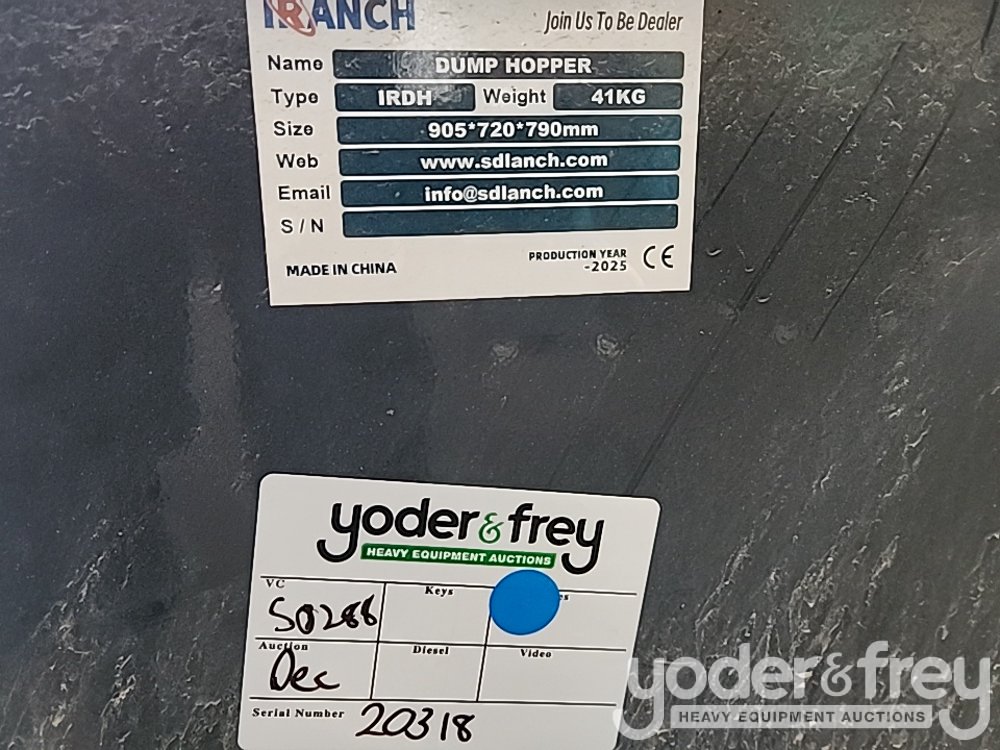 IRANCH
Join Us To Be Dealer
Name DUMP HOPPER
Type IRDH Weight 41KG
Size 905*720*790mm
Web www.sdlanch.com
Email info@sdlanch.com
S / N
MADE IN CHINA
PRODUCTION YEAR
-2025 CE
yoder & frey
HEAVY EQUIPMENT AUCTIONS
VC Keys
S0286
Auction Diesel Video
Dec
Serial Number 20318
yoder & frey
HEAVY EQUIPMENT AUCTIONS